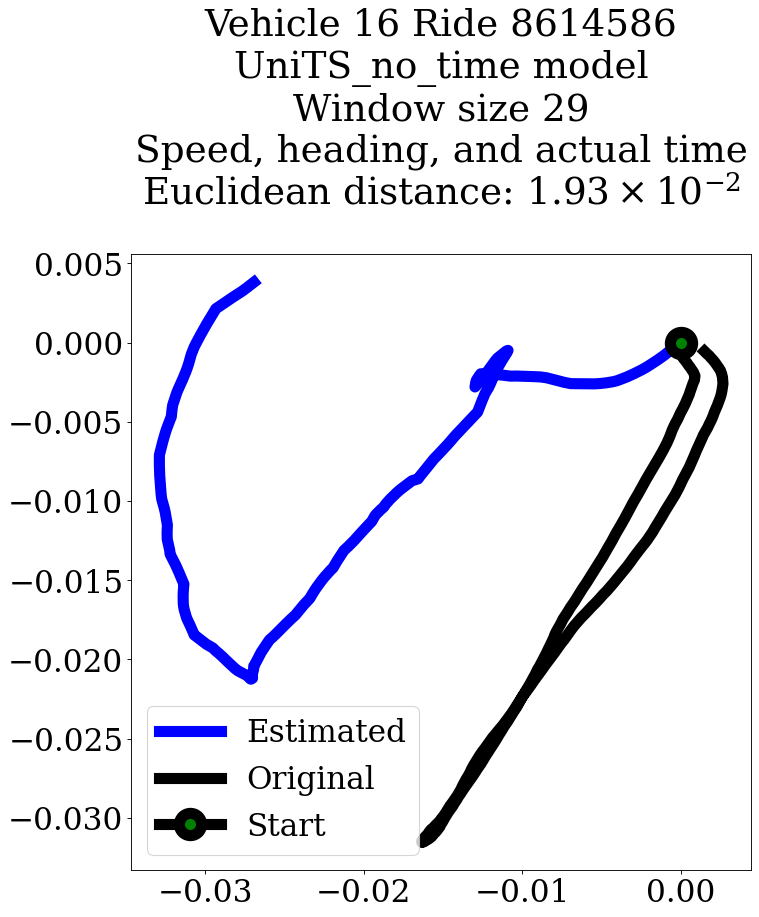 Vehicle 16 Ride 8614586
UniTS_no_time model
Window size 29
Speed, heading, and actual time
Euclidean distance: 1.93 × 10⁻²
0.005
0.000
−0.005
−0.010
−0.015
−0.020
−0.025
−0.030
Estimated
Original
Start
−0.03
−0.02
−0.01
0.00